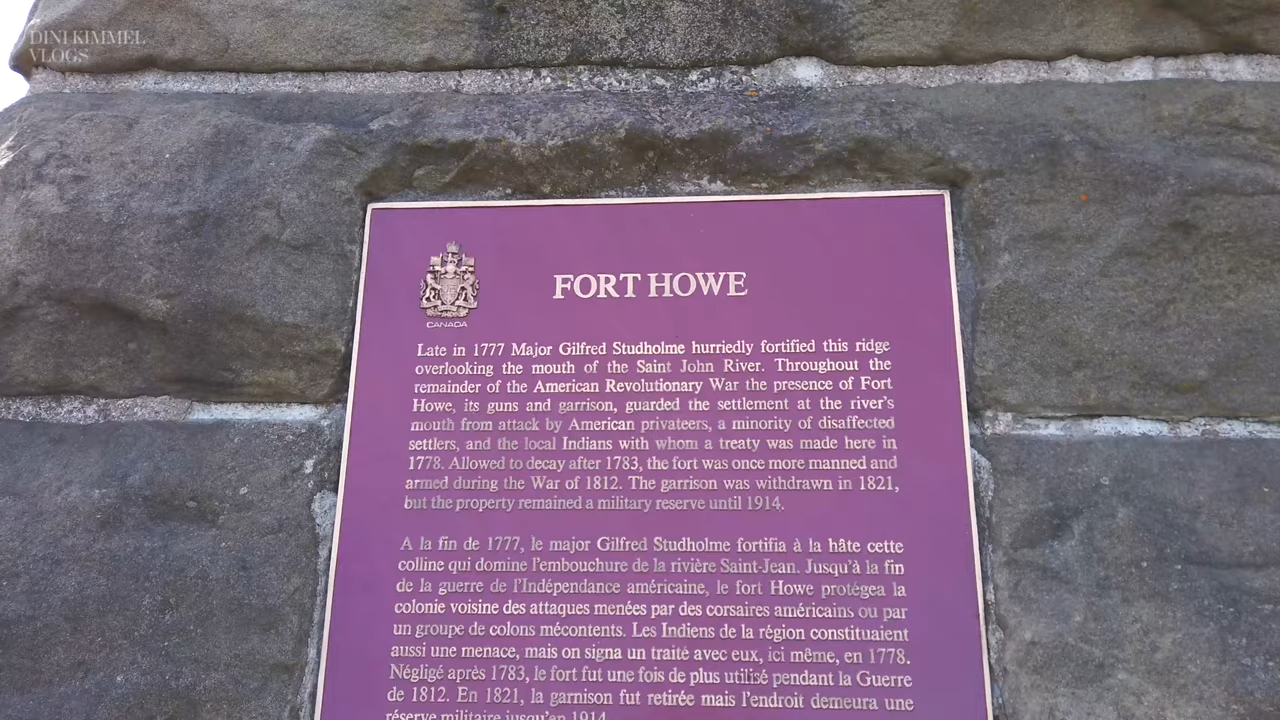 DINI KIMMEL
VLOGS
CANADA
FORT HOWE
Late in 1777 Major Gilfred Studholme hurriedly fortified this ridge
overlooking the mouth of the Saint John River. Throughout the
remainder of the American Revolutionary War the presence of Fort
Howe, its guns and garrison, guarded the settlement at the river's
mouth from attack by American privateers, a minority of disaffected
settlers, and the local Indians with whom a treaty was made here in
1778. Allowed to decay after 1783, the fort was once more manned and
armed during the War of 1812. The garrison was withdrawn in 1821,
but the property remained a military reserve until 1914.
A la fin de 1777, le major Gilfred Studholme fortifia à la hâte cette
colline qui domine l'embouchure de la rivière Saint-Jean. Jusqu'à la fin
de la guerre de l'Indépendance américaine, le fort Howe protégea la
colonie voisine des attaques menées par des corsaires américains ou par
un groupe de colons mécontents. Les Indiens de la région constituaient
aussi une menace, mais on signa un traité avec eux, ici même, en 1778.
Négligé après 1783, le fort fut une fois de plus utilisé pendant la Guerre
de 1812. En 1821, la garnison fut retirée mais l'endroit demeura une
réserve militaire jusqu'en 1914.